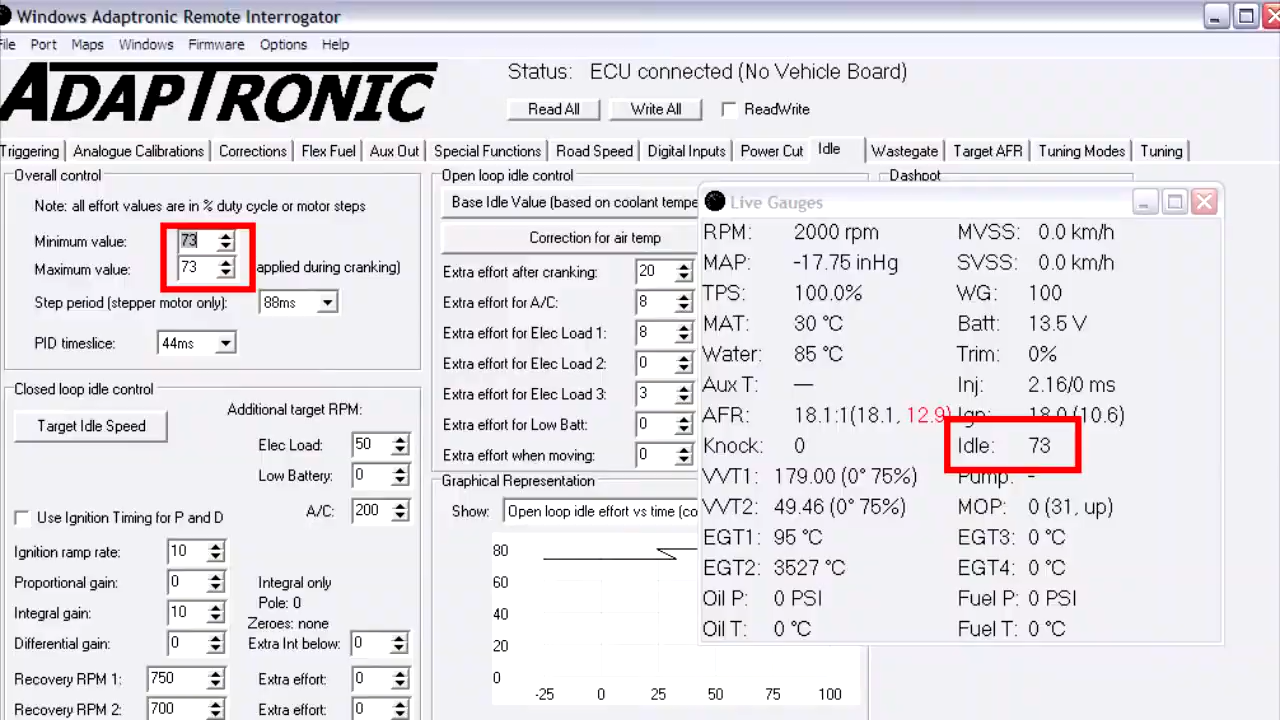 Windows Adaptronic Remote Interrogator
File Port Maps Windows Firmware Options Help
ADAPTRONIC
Status: ECU connected (No Vehicle Board)
Read All Write All ReadWrite
Triggering Analogue Calibrations Corrections Flex Fuel Aux Out Special Functions Road Speed Digital Inputs Power Cut Idle Wastegate Target AFR Tuning Modes Tuning
Overall control
Note: all effort values are in % duty cycle or motor steps
Minimum value: 73
Maximum value: 73 applied during cranking)
Step period (stepper motor only): 88ms
PID timeslice: 44ms
Closed loop idle control
Target Idle Speed
Additional target RPM:
Elec Load: 50
Low Battery: 0
A/C: 200
Use Ignition Timing for P and D
Ignition ramp rate: 10
Proportional gain: 0
Integral gain: 10
Differential gain: 0
Integral only
Pole: 0
Zeroes: none
Extra Int below: 0
Recovery RPM 1: 750 Extra effort: 0
Recovery RPM 2: 700 Extra effort: 0
Open loop idle control
Base Idle Value (based on coolant tempe
Correction for air temp
Extra effort after cranking: 20
Extra effort for A/C: 8
Extra effort for Elec Load 1: 8
Extra effort for Elec Load 2: 0
Extra effort for Elec Load 3: 3
Extra effort for Low Batt: 0
Extra effort when moving: 0
Graphical Representation
Show: Open loop idle effort vs time (co
80
60
40
20
0
-25 0 25 50 75 100
Dashpot
Live Gauges
RPM: 2000 rpm MVSS: 0.0 km/h
MAP: -17.75 inHg SVSS: 0.0 km/h
TPS: 100.0% WG: 100
MAT: 30 °C Batt: 13.5 V
Water: 85 °C Trim: 0%
Aux T: — Inj: 2.16/0 ms
AFR: 18.1:1(18.1, 12.9) Ign: 18.0 (10.6)
Knock: 0 Idle: 73
VVT1: 179.00 (0° 75%) Pump: -
VVT2: 49.46 (0° 75%) MOP: 0 (31, up)
EGT1: 95 °C EGT3: 0 °C
EGT2: 3527 °C EGT4: 0 °C
Oil P: 0 PSI Fuel P: 0 PSI
Oil T: 0 °C Fuel T: 0 °C